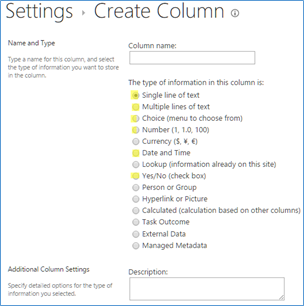 Settings › Create Column
Name and Type
Type a name for this column, and select
the type of information you want to store
in the column.
Column name:
The type of information in this column is:
Single line of text
Multiple lines of text
Choice (menu to choose from)
Number (1, 1.0, 100)
Currency ($, ¥, €)
Date and Time
Lookup (information already on this site)
Yes/No (check box)
Person or Group
Hyperlink or Picture
Calculated (calculation based on other columns)
Task Outcome
External Data
Managed Metadata
Additional Column Settings
Specify detailed options for the type of
information you selected.
Description: